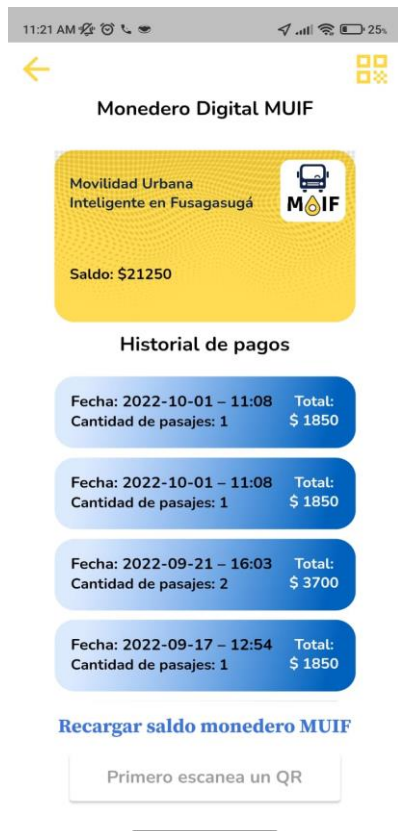 11:21 AM 25%
Monedero Digital MUIF
Movilidad Urbana
Inteligente en Fusagasugá
MUIF
Saldo: $21250
Historial de pagos
Fecha: 2022-10-01 – 11:08 Total:
Cantidad de pasajes: 1 $ 1850
Fecha: 2022-10-01 – 11:08 Total:
Cantidad de pasajes: 1 $ 1850
Fecha: 2022-09-21 – 16:03 Total:
Cantidad de pasajes: 2 $ 3700
Fecha: 2022-09-17 – 12:54 Total:
Cantidad de pasajes: 1 $ 1850
Recargar saldo monedero MUIF
Primero escanea un QR